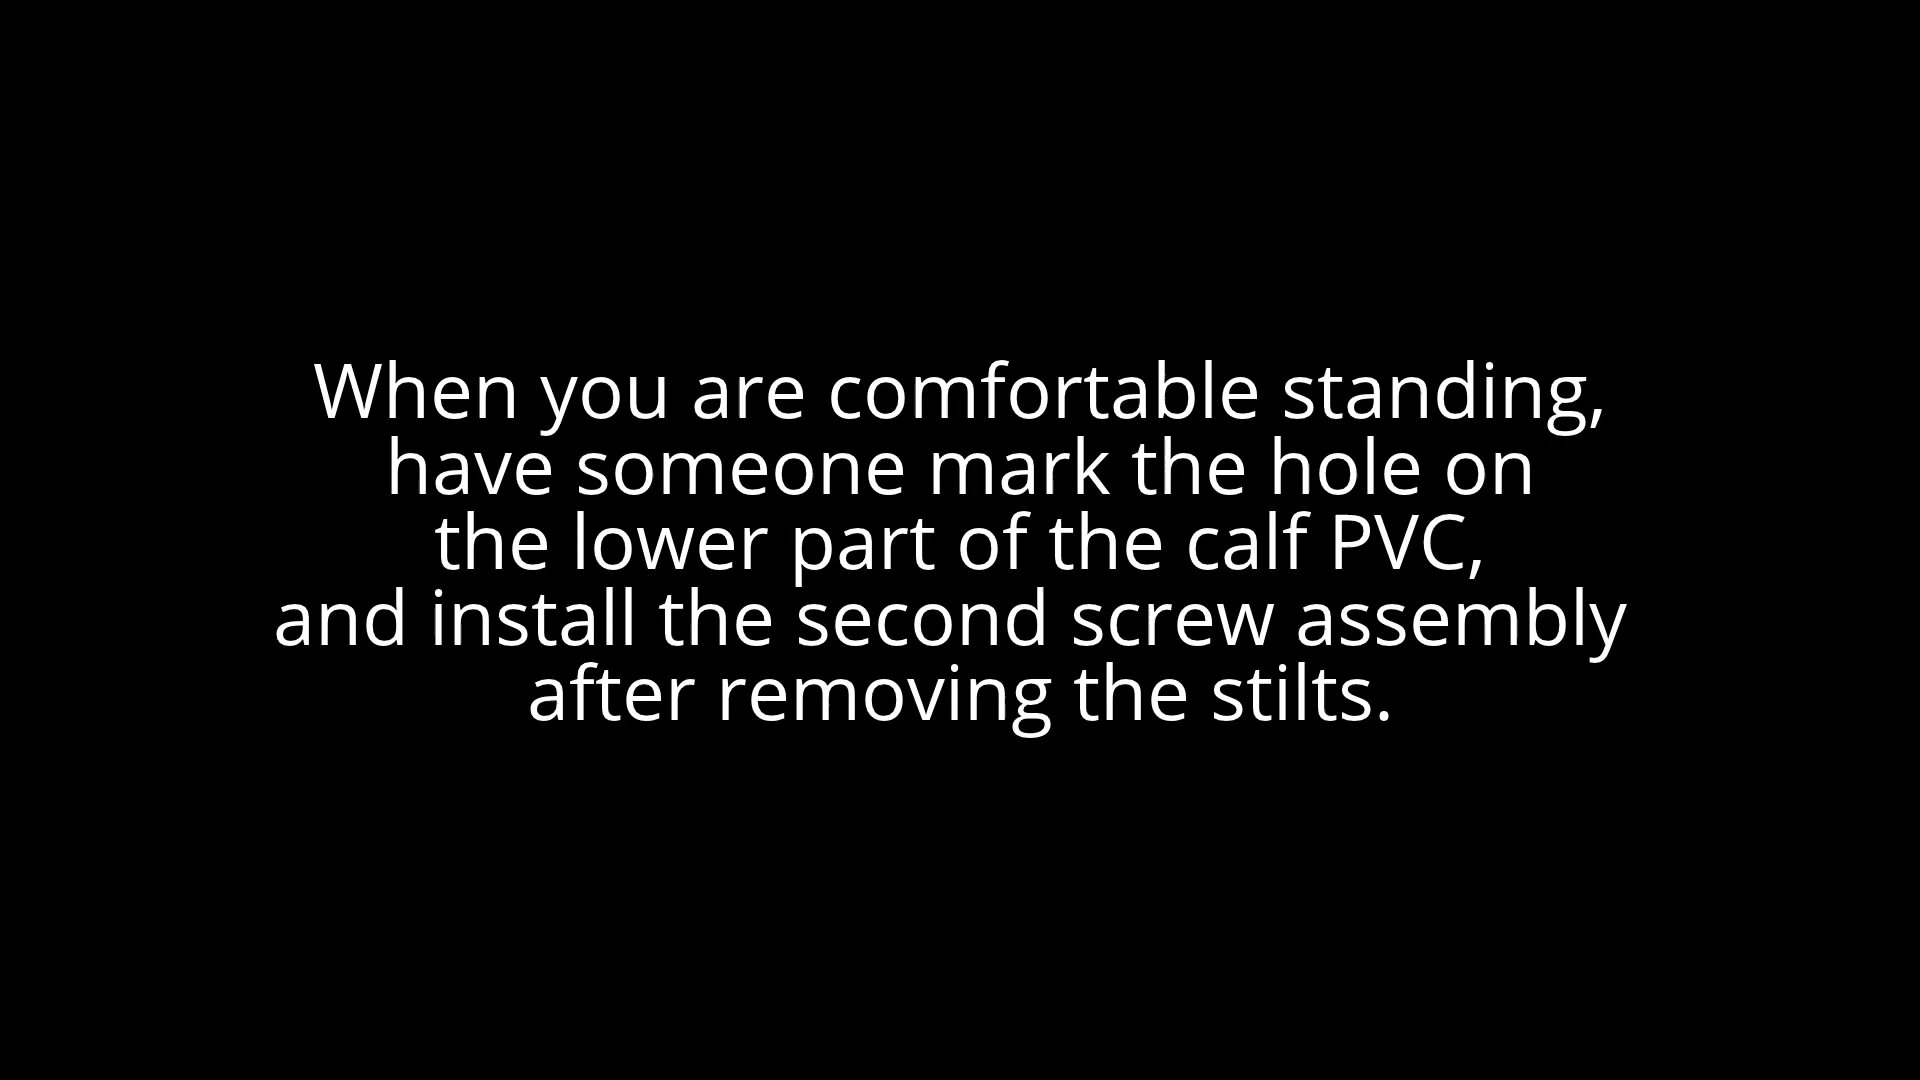 When you are comfortable standing,
have someone mark the hole on
the lower part of the calf PVC,
and install the second screw assembly
after removing the stilts.